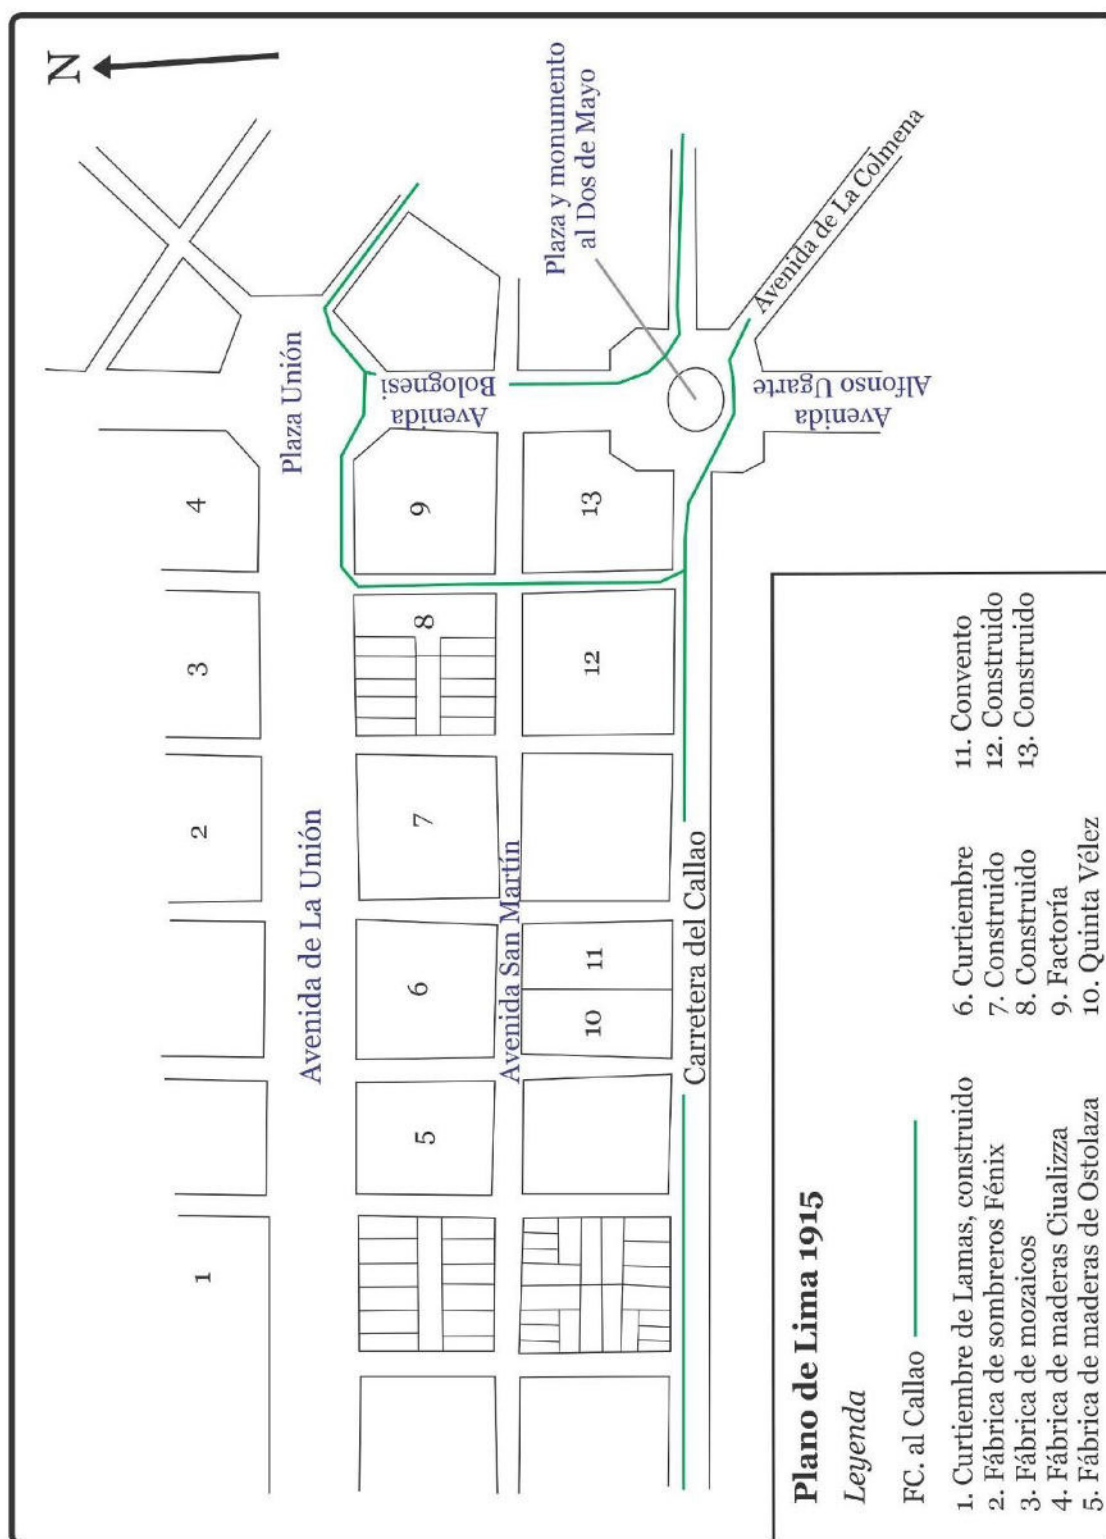 N
Plaza y monumento
al Dos de Mayo
Plaza Unión
Avenida
Bolognesi
Avenida
Alfonso Ugarte
Avenida de La Colmena
4
3
2
1
Avenida de La Unión
9
8
7
6
5
Avenida San Martín
13
12
11
10
Carretera del Callao
Plano de Lima 1915
Leyenda
FC. al Callao
1. Curtiembre de Lamas, construido
2. Fábrica de sombreros Fénix
3. Fábrica de mozaicos
4. Fábrica de maderas Ciualizza
5. Fábrica de maderas de Ostolaza
6. Curtiembre
7. Construido
8. Construido
9. Factoría
10. Quinta Vélez
11. Convento
12. Construido
13. Construido